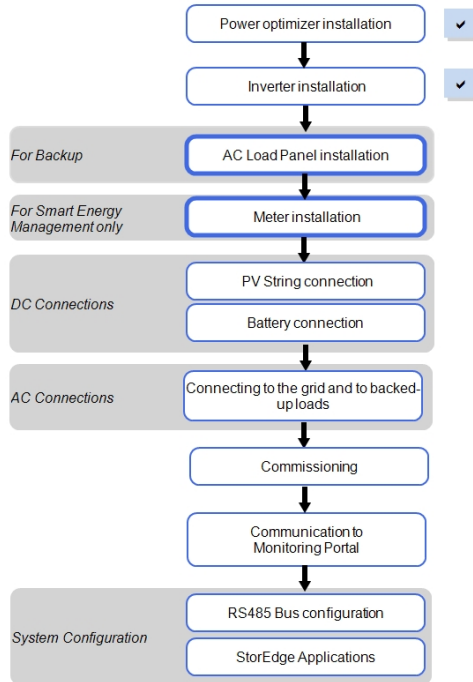 Power optimizer installation
✔
Inverter installation
✔
For Backup
AC Load Panel installation
For Smart Energy
Management only
Meter installation
DC Connections
PV String connection
Battery connection
AC Connections
Connecting to the grid and to backed-
up loads
Commissioning
Communication to
Monitoring Portal
System Configuration
RS485 Bus configuration
StorEdge Applications